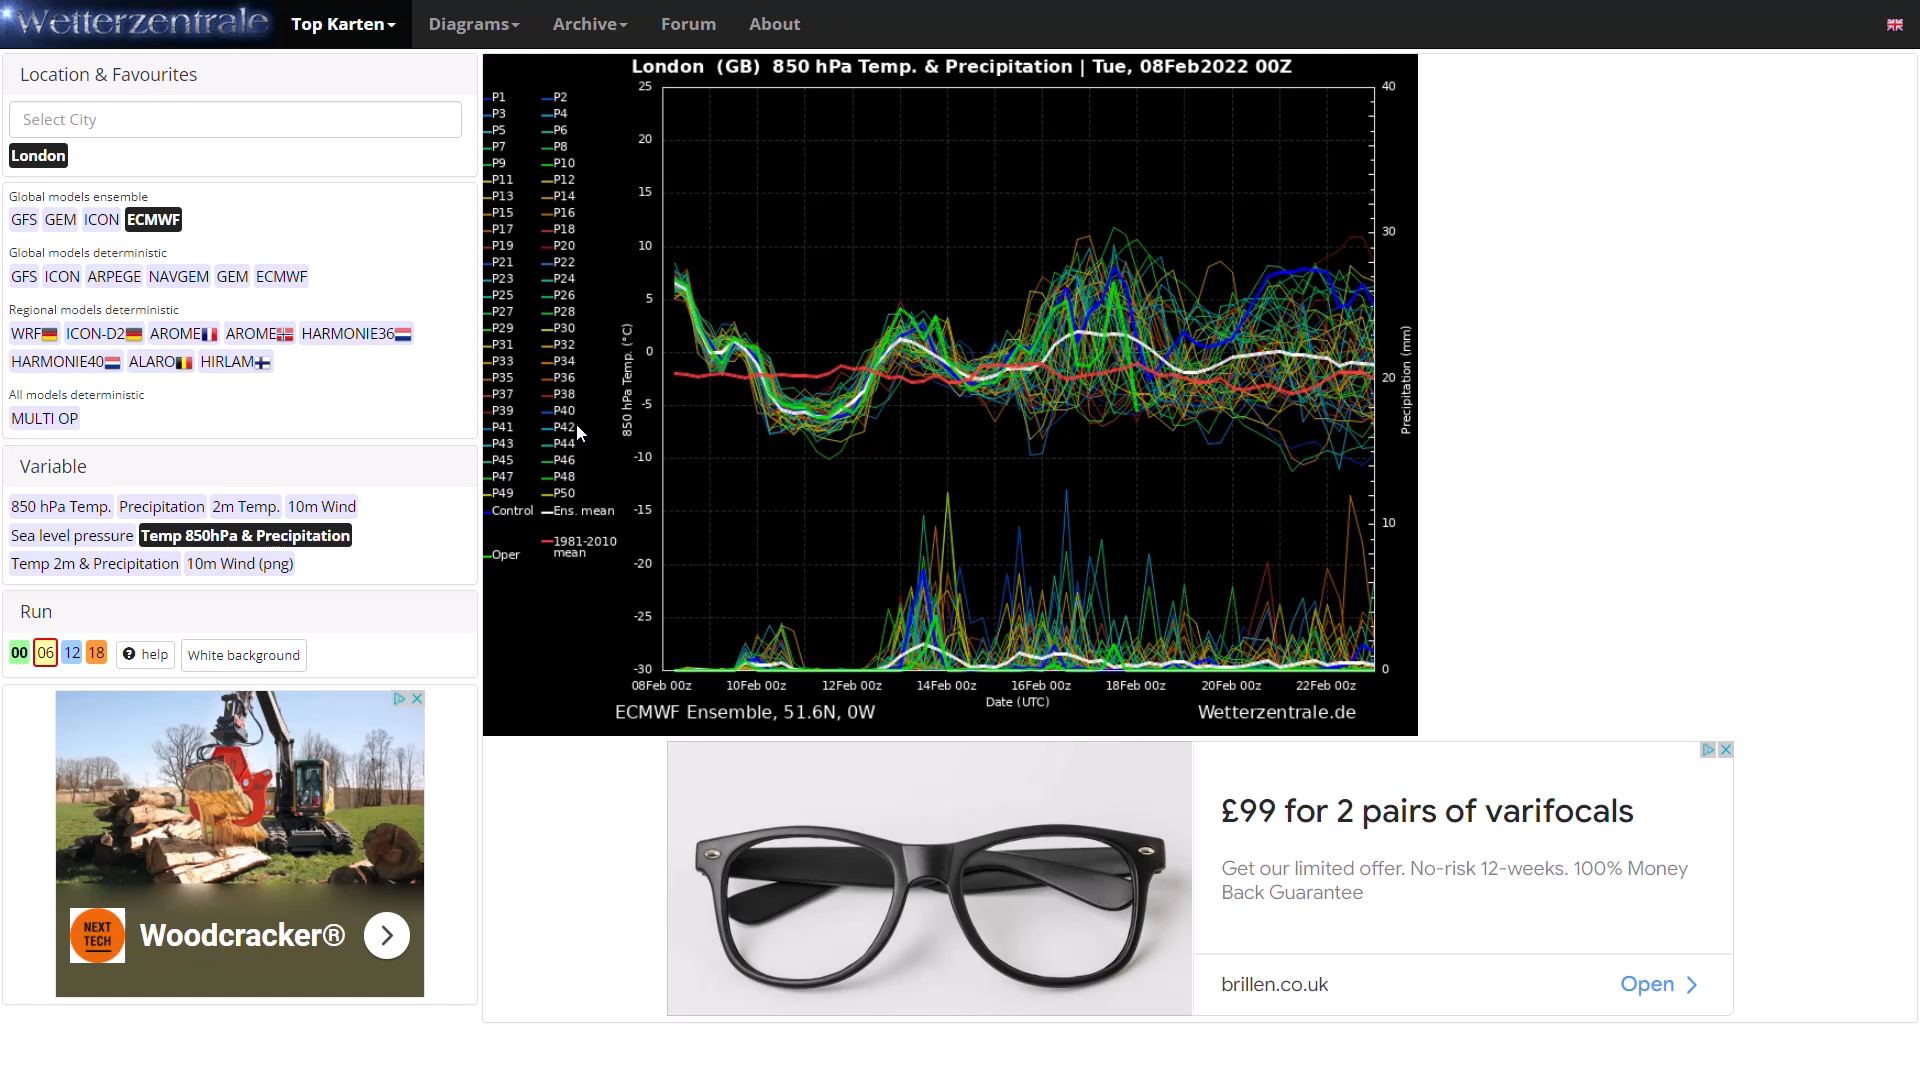 Wetterzentrale
Top Karten
Diagrams
Archive
Forum
About
Location & Favourites
Select City
London
Global models ensemble
GFS GEM ICON ECMWF
Global models deterministic
GFS ICON ARPEGE NAVGEM GEM ECMWF
Regional models deterministic
WRF ICON-D2 AROME AROME HARMONIE36
HARMONIE40 ALARO HIRLAM
All models deterministic
MULTI OP
Variable
850 hPa Temp. Precipitation 2m Temp. 10m Wind
Sea level pressure Temp 850hPa & Precipitation
Temp 2m & Precipitation 10m Wind (png)
Run
00 06 12 18 help White background
NEXT
TECH
Woodcracker®
London (GB) 850 hPa Temp. & Precipitation | Tue, 08Feb2022 00Z
P1 P2
P3 P4
P5 P6
P7 P8
P9 P10
P11 P12
P13 P14
P15 P16
P17 P18
P19 P20
P21 P22
P23 P24
P25 P26
P27 P28
P29 P30
P31 P32
P33 P34
P35 P36
P37 P38
P39 P40
P41 P42
P43 P44
P45 P46
P47 P48
P49 P50
Control Ens. mean
1981-2010
mean
Oper
850 hPa Temp. (°C)
25
20
15
10
5
0
-5
-10
-15
-20
-25
-30
40
30
20
10
0
Precipitation (mm)
08Feb 00z 10Feb 00z 12Feb 00z 14Feb 00z 16Feb 00z 18Feb 00z 20Feb 00z 22Feb 00z
Date (UTC)
ECMWF Ensemble, 51.6N, 0W
Wetterzentrale.de
£99 for 2 pairs of varifocals
Get our limited offer. No-risk 12-weeks. 100% Money
Back Guarantee
brillen.co.uk
Open